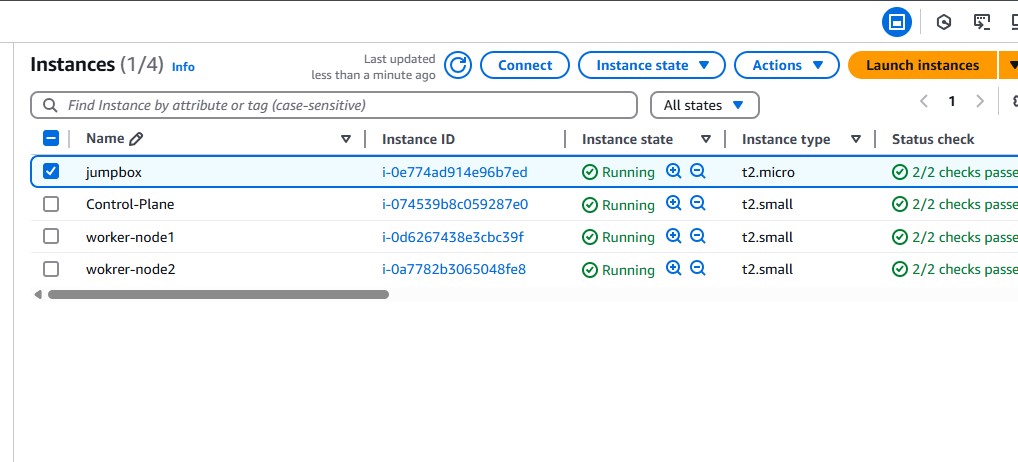 Instances (1/4) Info
Last updated
less than a minute ago
Connect
Instance state
Actions
Launch instances
Find Instance by attribute or tag (case-sensitive)
All states
1
Name Instance ID Instance state Instance type Status check
jumpbox i-0e774ad914e96b7ed Running t2.micro 2/2 checks passe
Control-Plane i-074539b8c059287e0 Running t2.small 2/2 checks passe
worker-node1 i-0d6267438e3cbc39f Running t2.small 2/2 checks passe
wokrer-node2 i-0a7782b3065048fe8 Running t2.small 2/2 checks passe